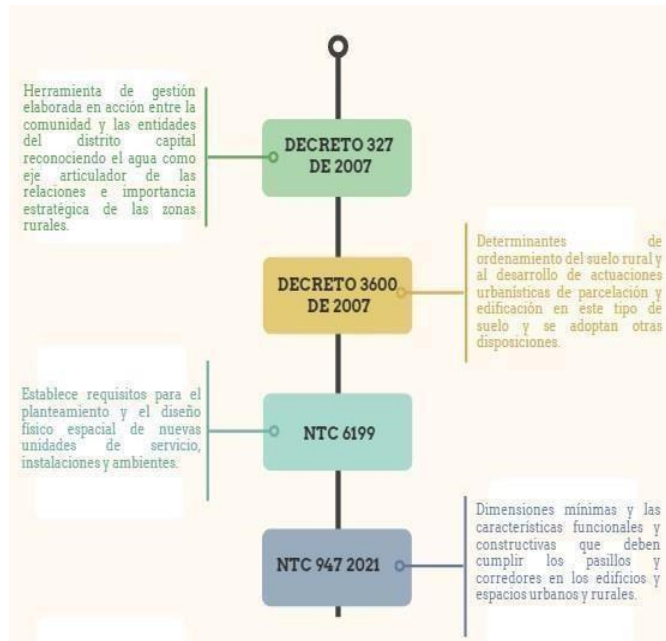 Herramienta de gestión
elaborada en acción entre la
comunidad y las entidades
del distrito capital
reconociendo el agua como
eje articulador de las
relaciones e importancia
estratégica de las zonas
rurales.
DECRETO 327
DE 2007
DECRETO 3600
DE 2007
Determinantes de
ordenamiento del suelo rural y
al desarrollo de actuaciones
urbanísticas de parcelación y
edificación en este tipo de
suelo y se adoptan otras
disposiciones.
Establece requisitos para el
planteamiento y el diseño
físico espacial de nuevas
unidades de servicio,
instalaciones y ambientes.
NTC 6199
NTC 947 2021
Dimensiones mínimas y las
características funcionales y
constructivas que deben
cumplir los pasillos y
corredores en los edificios y
espacios urbanos y rurales.